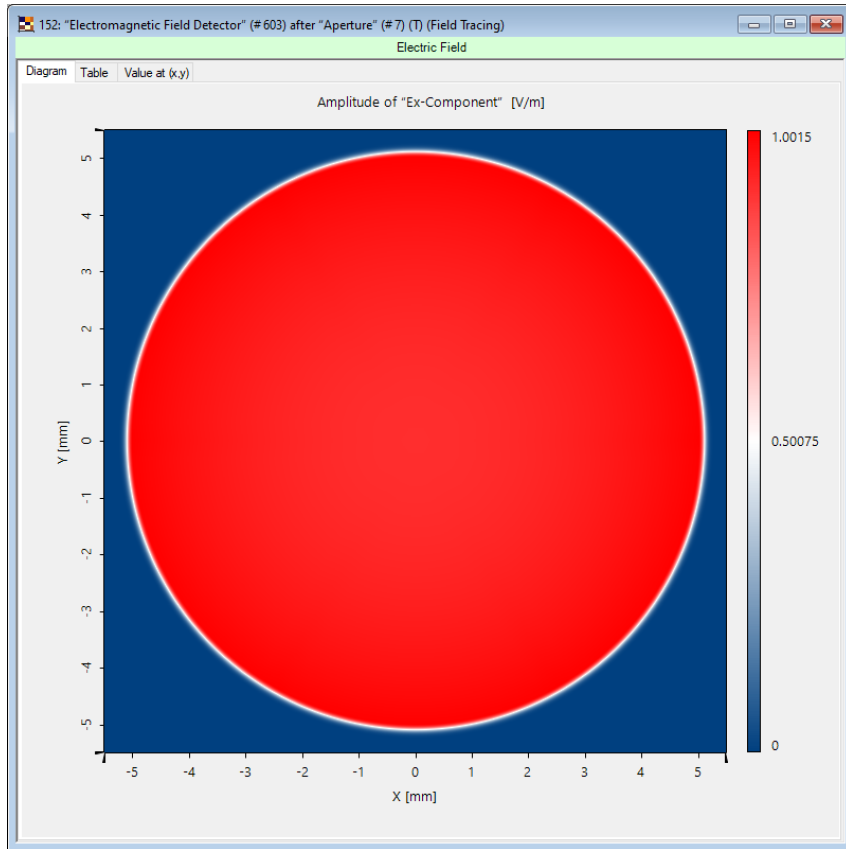 152: "Electromagnetic Field Detector" (# 603) after "Aperture" (# 7) (T) (Field Tracing)
Electric Field
Diagram Table Value at (x,y)
Amplitude of "Ex-Component" [V/m]
1.0015
0.50075
0
5
4
3
2
1
0
-1
-2
-3
-4
-5
Y [mm]
-5 -4 -3 -2 -1 0 1 2 3 4 5
X [mm]